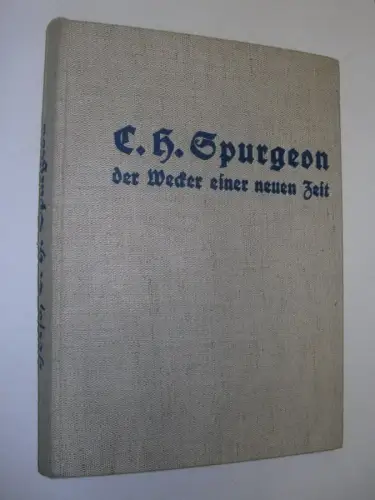 C. H. Spurgeon
der Wecker einer neuen Zeit